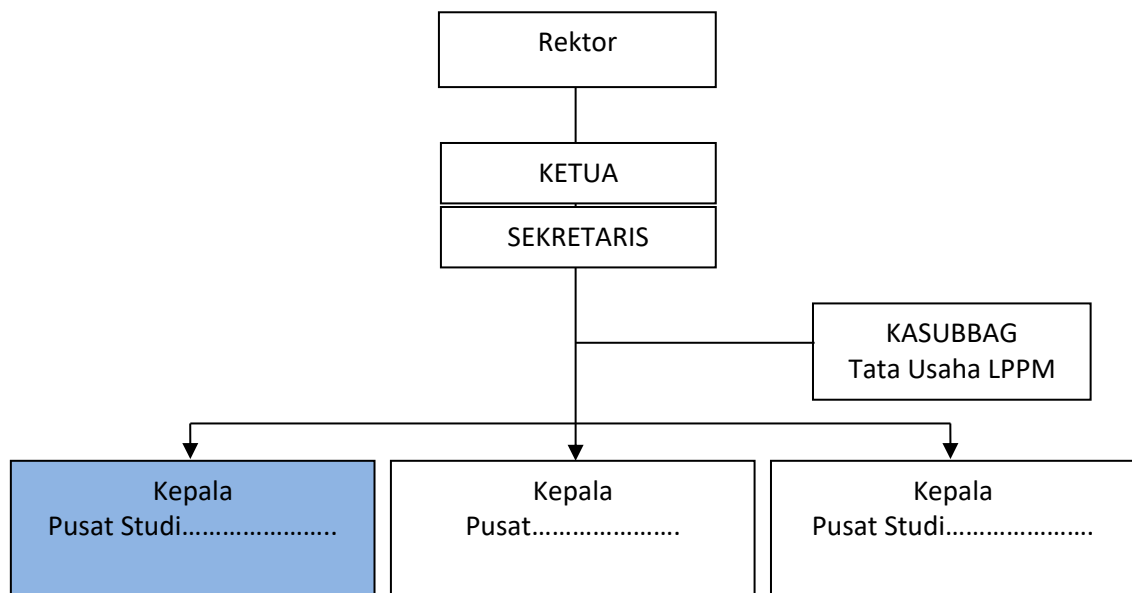 Rektor
KETUA
SEKRETARIS
KASUBBAG
Tata Usaha LPPM
Kepala
Pusat Studi…………………..
Kepala
Pusat………………….
Kepala
Pusat Studi………………….